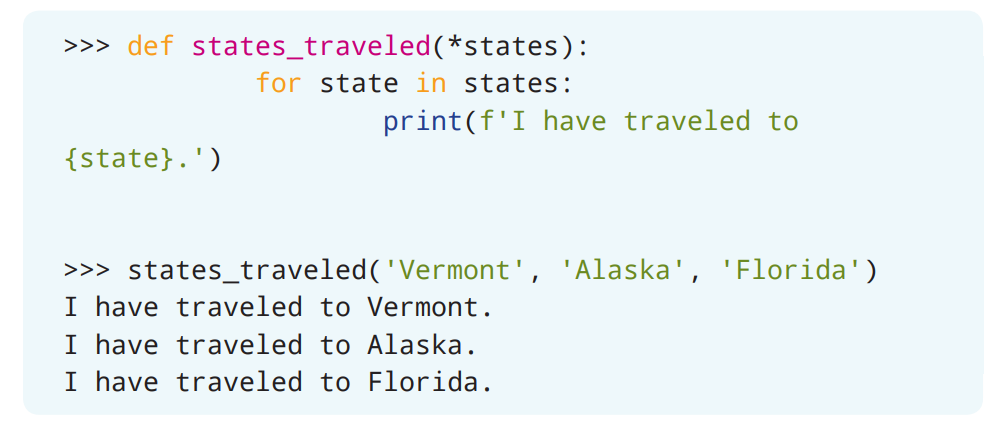 >>> def states_traveled(*states):
            for state in states:
                    print(f'I have traveled to
{state}.')
>>> states_traveled('Vermont', 'Alaska', 'Florida')
I have traveled to Vermont.
I have traveled to Alaska.
I have traveled to Florida.